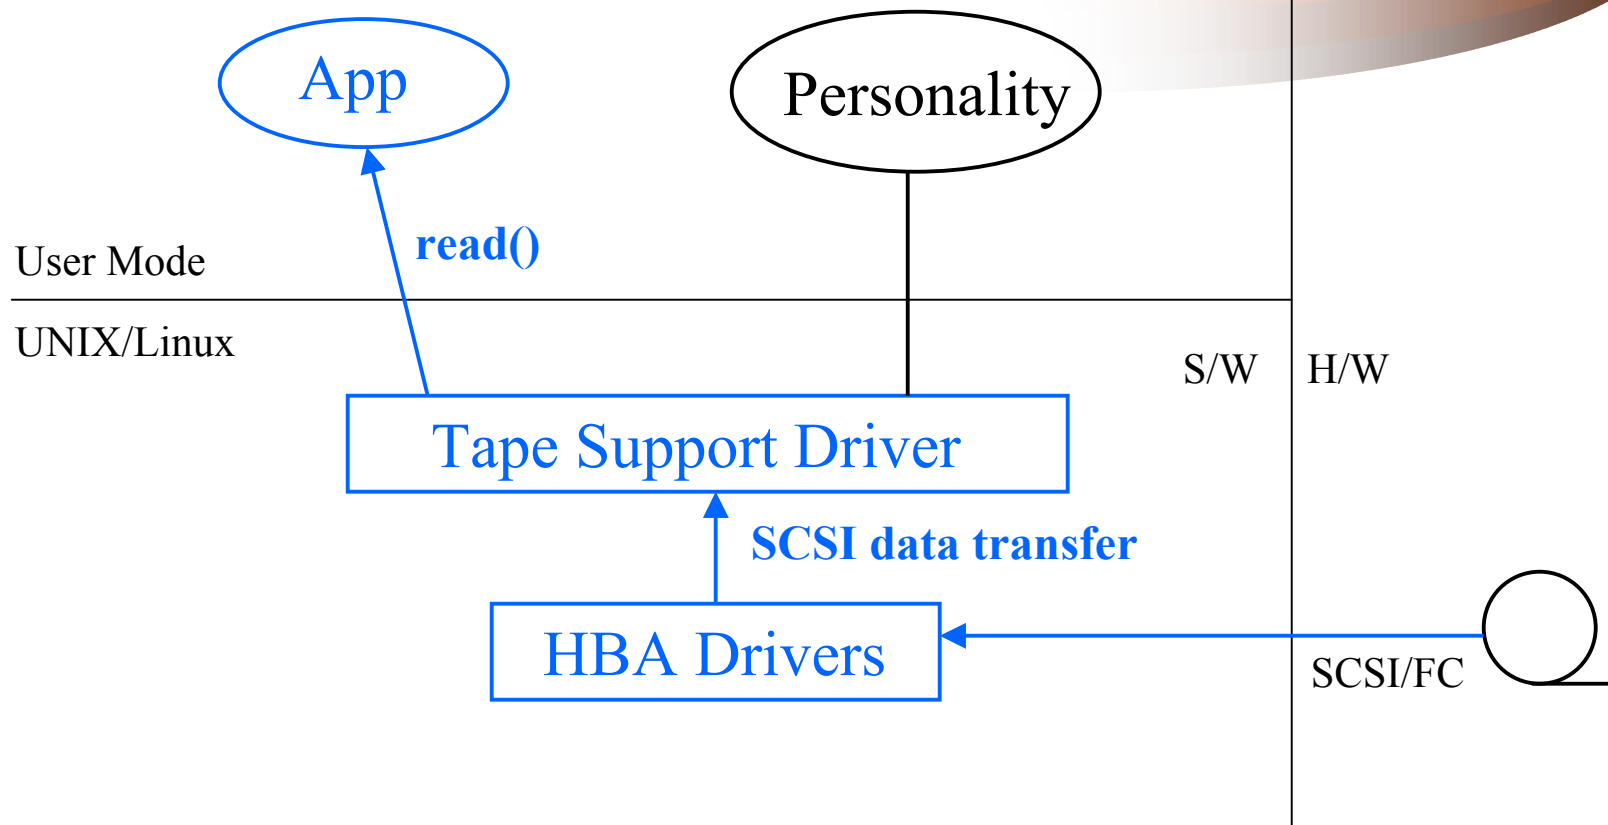 App
Personality
read()
User Mode
UNIX/Linux
S/W
H/W
Tape Support Driver
SCSI data transfer
HBA Drivers
SCSI/FC